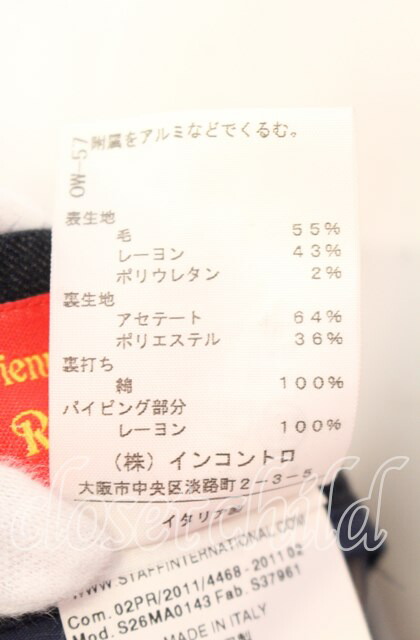 OW-57 附属をアルミなどでくるむ。
表生地
毛 55%
レーヨン 43%
ポリウレタン 2%
裏生地
アセテート 64%
ポリエステル 36%
裏打ち
綿 100%
パイピング部分
レーヨン 100%
(株)インコントロ
大阪市中央区淡路町2-3-5
イタリア製
WWW.STAFFINTERNATIONAL.COM
Com. 02PR/2011/4468 - 2011 02
Mod. S26MA0143 Fab. S37961
MADE IN ITALY
closet child